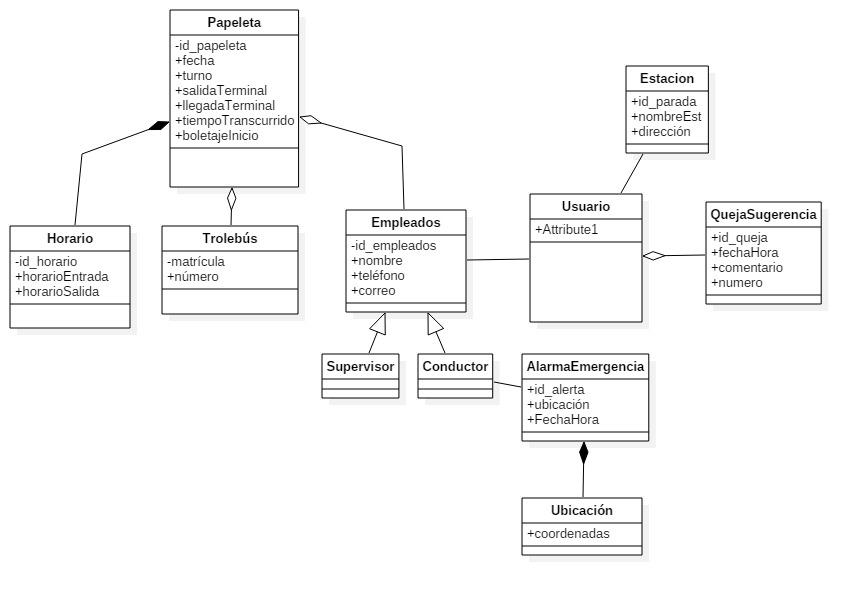 Papeleta
-id_papeleta
+fecha
+turno
+salidaTerminal
+llegadaTerminal
+tiempoTranscurrido
+boletajeInicio
Estacion
+id_parada
+nombreEst
+dirección
Horario
-id_horario
+horarioEntrada
+horarioSalida
Trolebús
-matrícula
+número
Empleados
-id_empleados
+nombre
+teléfono
+correo
Usuario
+Attribute1
QuejaSugerencia
+id_queja
+fechaHora
+comentario
+numero
Supervisor
Conductor
AlarmaEmergencia
+id_alerta
+ubicación
+FechaHora
Ubicación
+coordenadas